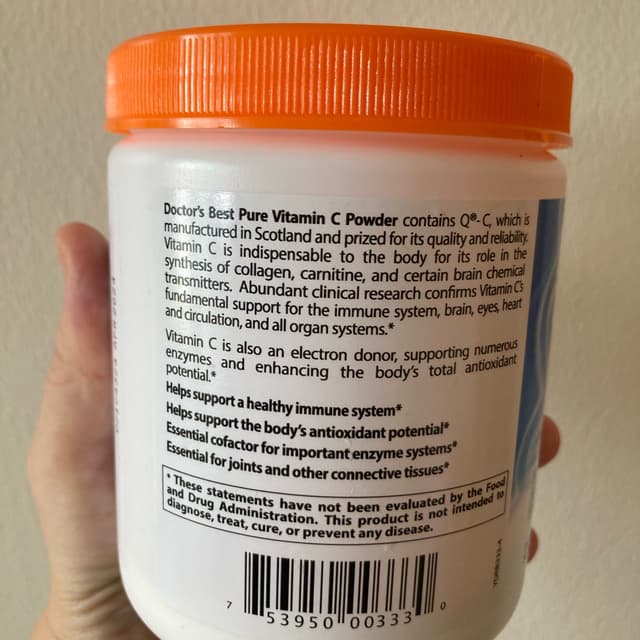 Doctor's Best Pure Vitamin C Powder contains Q®-C, which is
manufactured in Scotland and prized for its quality and reliability.
Vitamin C is indispensable to the body for its role in the
synthesis of collagen, carnitine, and certain brain chemical
transmitters. Abundant clinical research confirms Vitamin C's
fundamental support for the immune system, brain, eyes, heart
and circulation, and all organ systems.*
Vitamin C is also an electron donor, supporting numerous
enzymes and enhancing the body's total antioxidant
potential.*
Helps support a healthy immune system*
Helps support the body's antioxidant potential*
Essential cofactor for important enzyme systems*
Essential for joints and other connective tissues*
* These statements have not been evaluated by the Food
and Drug Administration. This product is not intended to
diagnose, treat, cure, or prevent any disease.
7 53950 00333 0